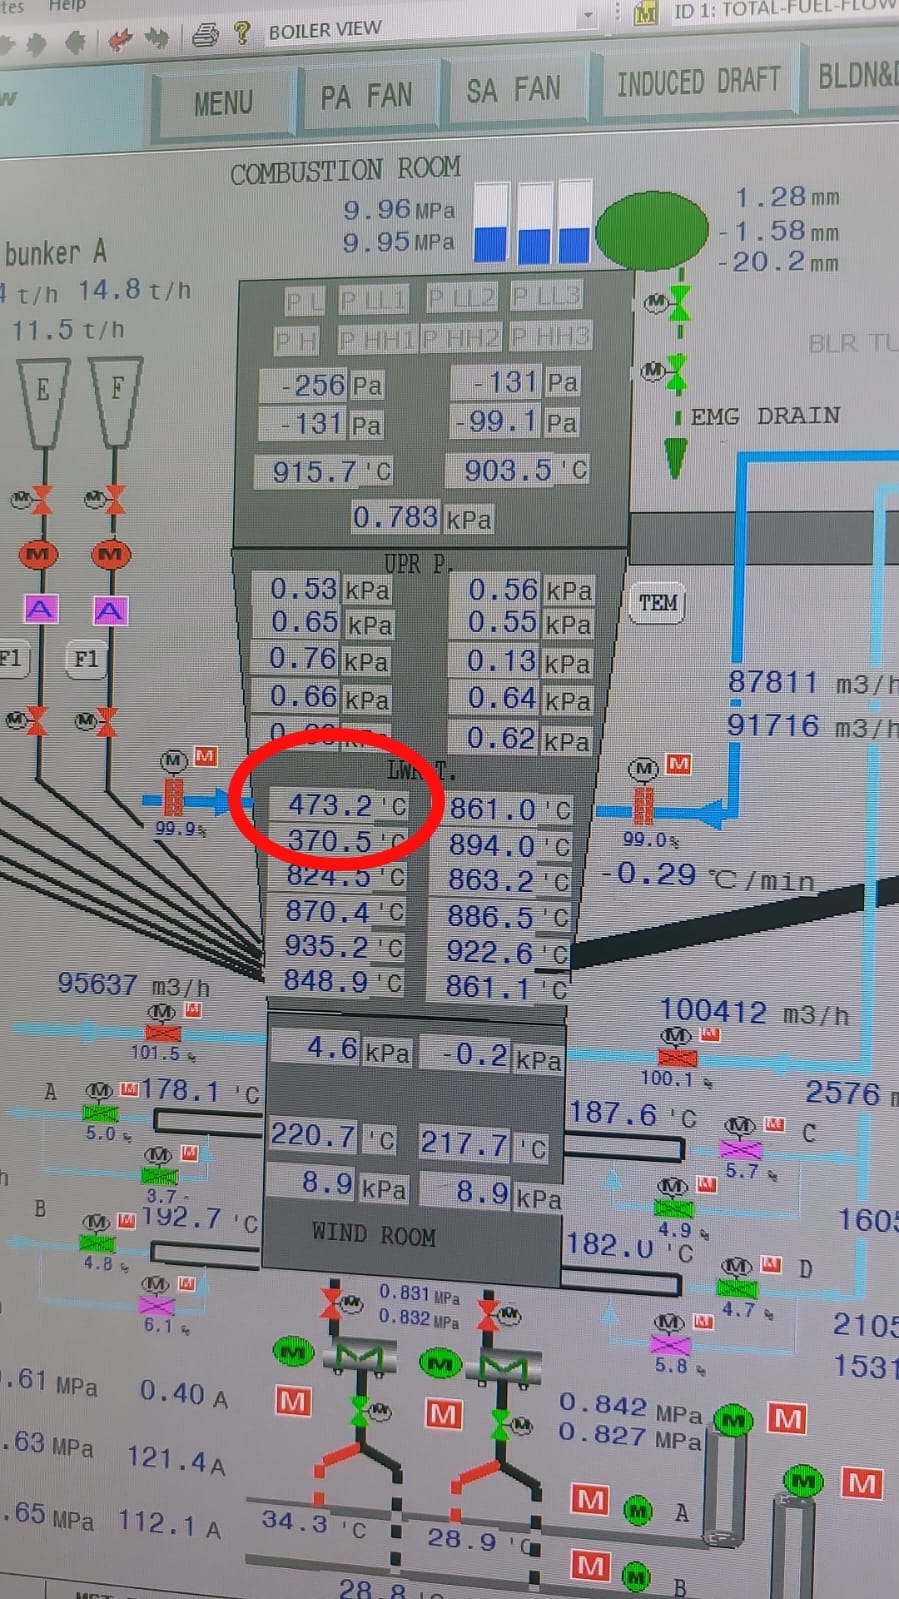 tes Help
BOILER VIEW
ID 1: TOTAL-FUEL-FLOW
w
MENU
PA FAN
SA FAN
INDUCED DRAFT
BLDN&D
COMBUSTION ROOM
9.96 MPa
9.95 MPa
1.28 mm
-1.58 mm
-20.2 mm
bunker A
4 t/h 14.8 t/h
11.5 t/h
P L P LL1 P LL2 P LL3
P H P HH1 P HH2 P HH3
M
BLR TU
E F
-256 Pa -131 Pa
-131 Pa -99.1 Pa
M
EMG DRAIN
915.7 'C 903.5 'C
M M
0.783 kPa
M M
UPR P.
0.53 kPa 0.56 kPa
A A
0.65 kPa 0.55 kPa
TEM
F1 F1
0.76 kPa 0.13 kPa
0.66 kPa 0.64 kPa
87811 m3/h
M M
91716 m3/h
0.62 kPa
M M
LWR T.
M M
473.2 'C 861.0 'C
99.9 %
370.5 'C 894.0 'C
99.0 %
824.5 'C 863.2 'C
-0.29 °C/min
870.4 'C 886.5 'C
935.2 'C 922.6 'C
848.9 'C 861.1 'C
95637 m3/h
100412 m3/h
M M
M M
101.5 %
4.6 kPa -0.2 kPa
100.1 %
A M M 178.1 'C
2576 m
187.6 'C
5.0 %
M M C
220.7 'C 217.7 'C
M M
5.7 %
3.7
8.9 kPa 8.9 kPa
M M
B M M 192.7 'C
4.9 %
1605
WIND ROOM
182.0 'C
4.8 %
M M D
M M
4.7 %
6.1 %
0.831 MPa
0.832 MPa
M M
M M
2105
5.8 %
1531
M M M M
.61 MPa 0.40 A
M M
0.842 MPa
0.827 MPa
M M
M M
.63 MPa 121.4 A
M M
.65 MPa 112.1 A
M M A
34.3 'C 28.9 'C
M M B
28.8 'C